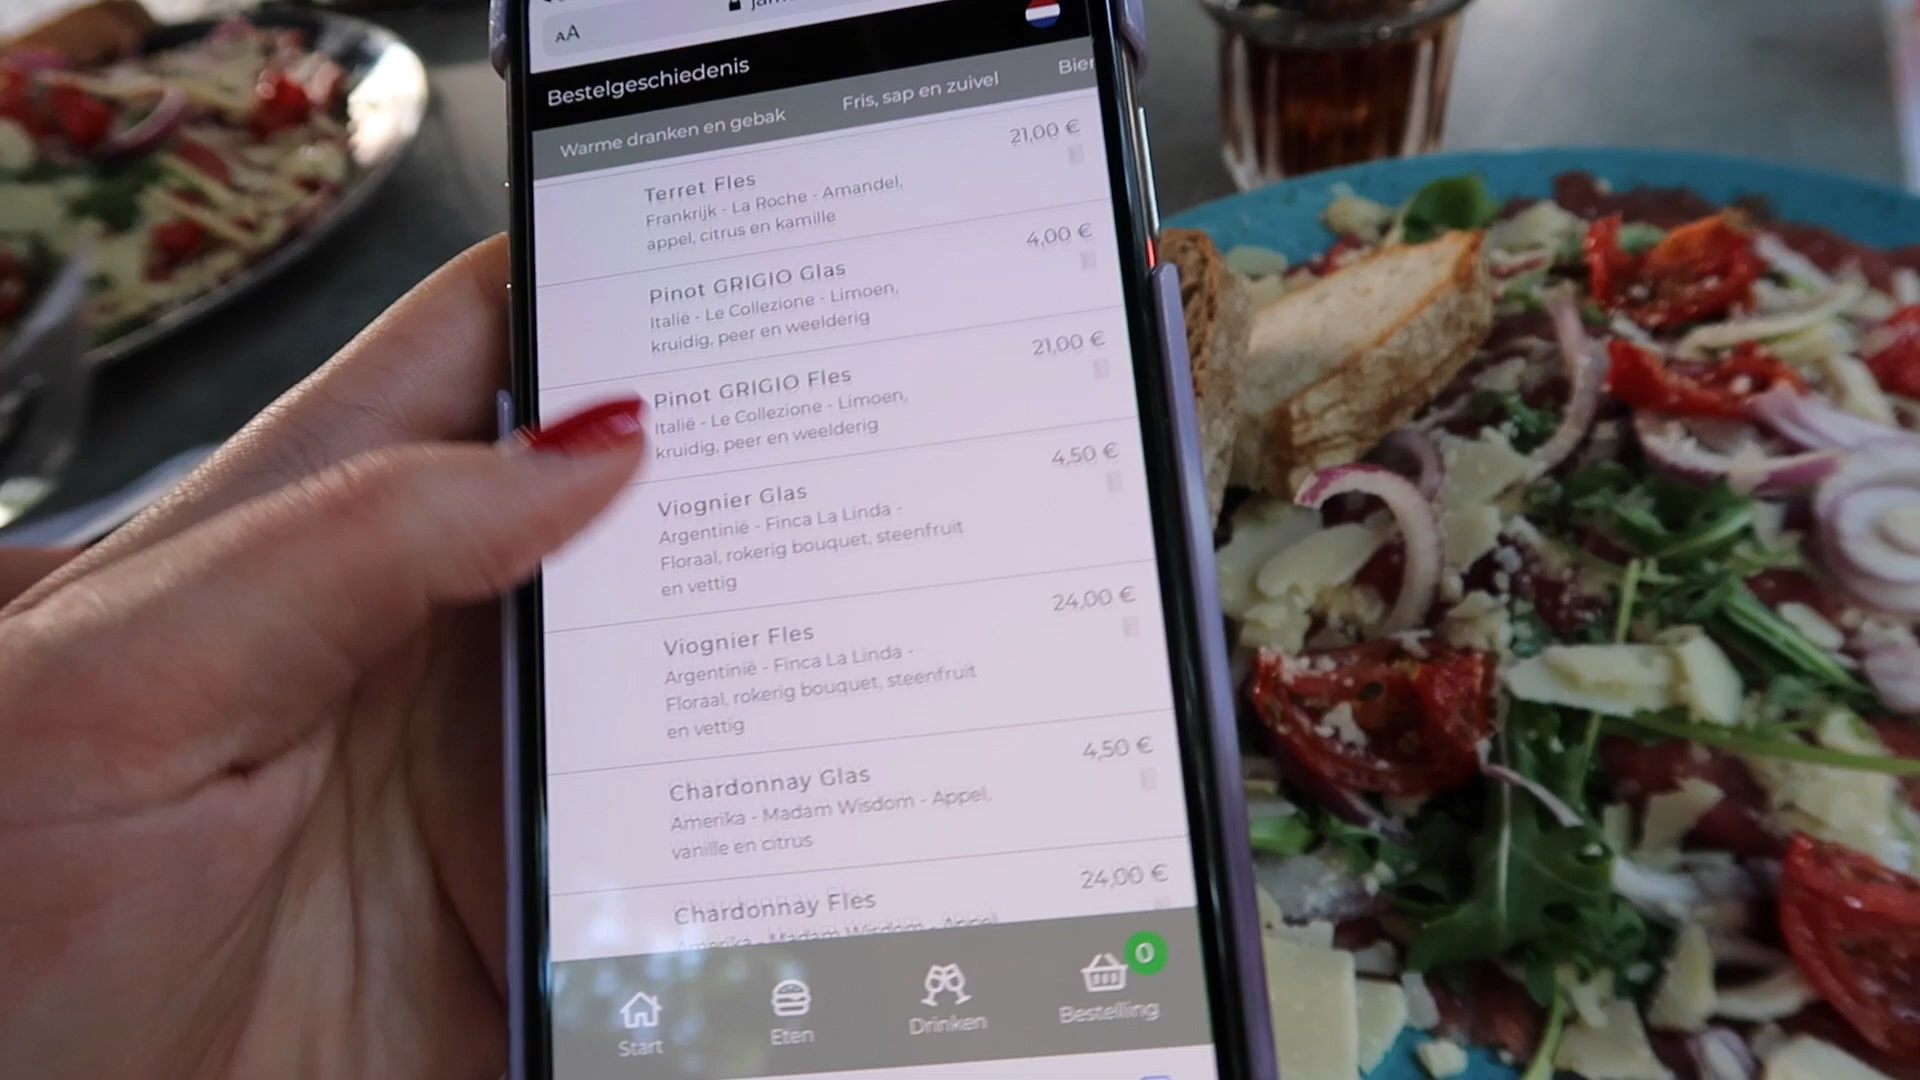 AA
Bestelgeschiedenis
Warme dranken en gebak
Fris, sap en zuivel
Bier
Terret Fles
21,00 €
Frankrijk - La Roche - Amandel,
appel, citrus en kamille
Pinot GRIGIO Glas
4,00 €
Italië - Le Collezione - Limoen,
kruidig, peer en weelderig
Pinot GRIGIO Fles
21,00 €
Italië - Le Collezione - Limoen,
kruidig, peer en weelderig
Viognier Glas
4,50 €
Argentinië - Finca La Linda -
Floraal, rokerig bouquet, steenfruit
en vettig
Viognier Fles
24,00 €
Argentinië - Finca La Linda -
Floraal, rokerig bouquet, steenfruit
en vettig
Chardonnay Glas
4,50 €
Amerika - Madam Wisdom - Appel,
vanille en citrus
Chardonnay Fles
24,00 €
Amerika - Madam Wisdom - Appel,
0
Start
Eten
Drinken
Bestelling